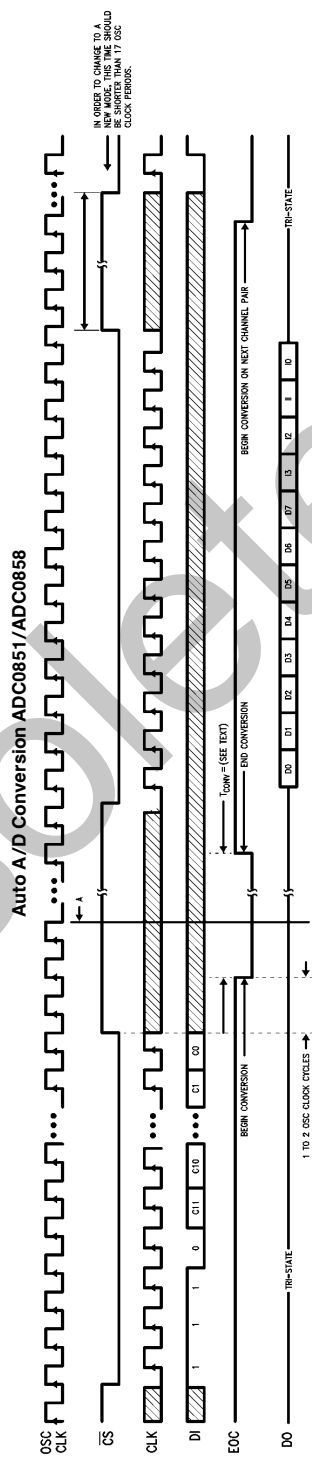 Auto A/D Conversion ADC0851/ADC0858
OSC
CLK
CS
IN ORDER TO CHANGE TO A
NEW MODE, THIS TIME SHOULD
BE SHORTER THAN 17 OSC
CLOCK PERIODS.
A
CLK
DI
1 1 1 0 C11 C10 ••• C1 C0
EOC
BEGIN CONVERSION
TCONV = (SEE TEXT)
END CONVERSION
BEGIN CONVERSION ON NEXT CHANNEL PAIR
DO
TRI-STATE
D0 D1 D2 D3 D4 D5 D6 D7 I3 I2 I1 I0
TRI-STATE
1 TO 2 OSC CLOCK CYCLES